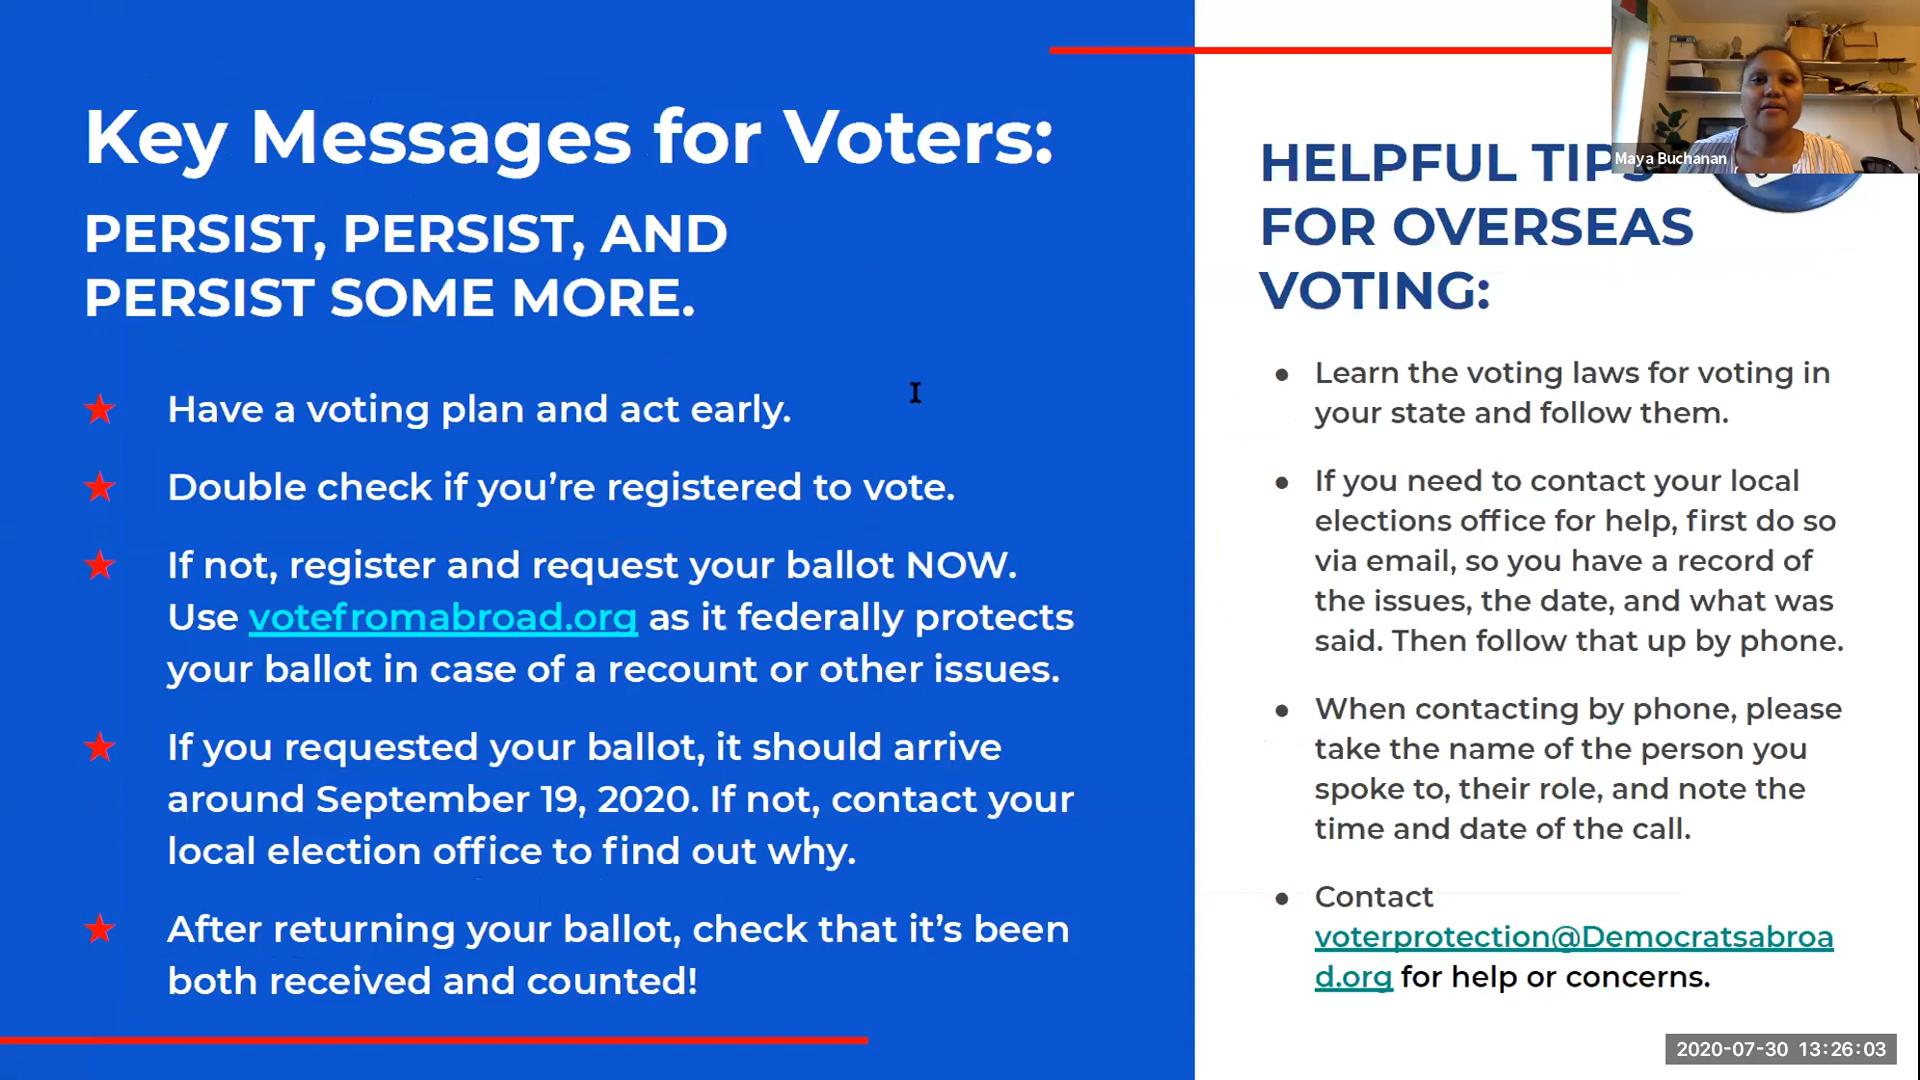 Key Messages for Voters:
PERSIST, PERSIST, AND
PERSIST SOME MORE.
★ Have a voting plan and act early.
★ Double check if you’re registered to vote.
★ If not, register and request your ballot NOW.
Use votefromabroad.org as it federally protects
your ballot in case of a recount or other issues.
★ If you requested your ballot, it should arrive
around September 19, 2020. If not, contact your
local election office to find out why.
★ After returning your ballot, check that it’s been
both received and counted!
Maya Buchanan
HELPFUL TIPS
FOR OVERSEAS
VOTING:
● Learn the voting laws for voting in
your state and follow them.
● If you need to contact your local
elections office for help, first do so
via email, so you have a record of
the issues, the date, and what was
said. Then follow that up by phone.
● When contacting by phone, please
take the name of the person you
spoke to, their role, and note the
time and date of the call.
● Contact
voterprotection@Democratsabroa
d.org for help or concerns.
2020-07-30 13:26:03